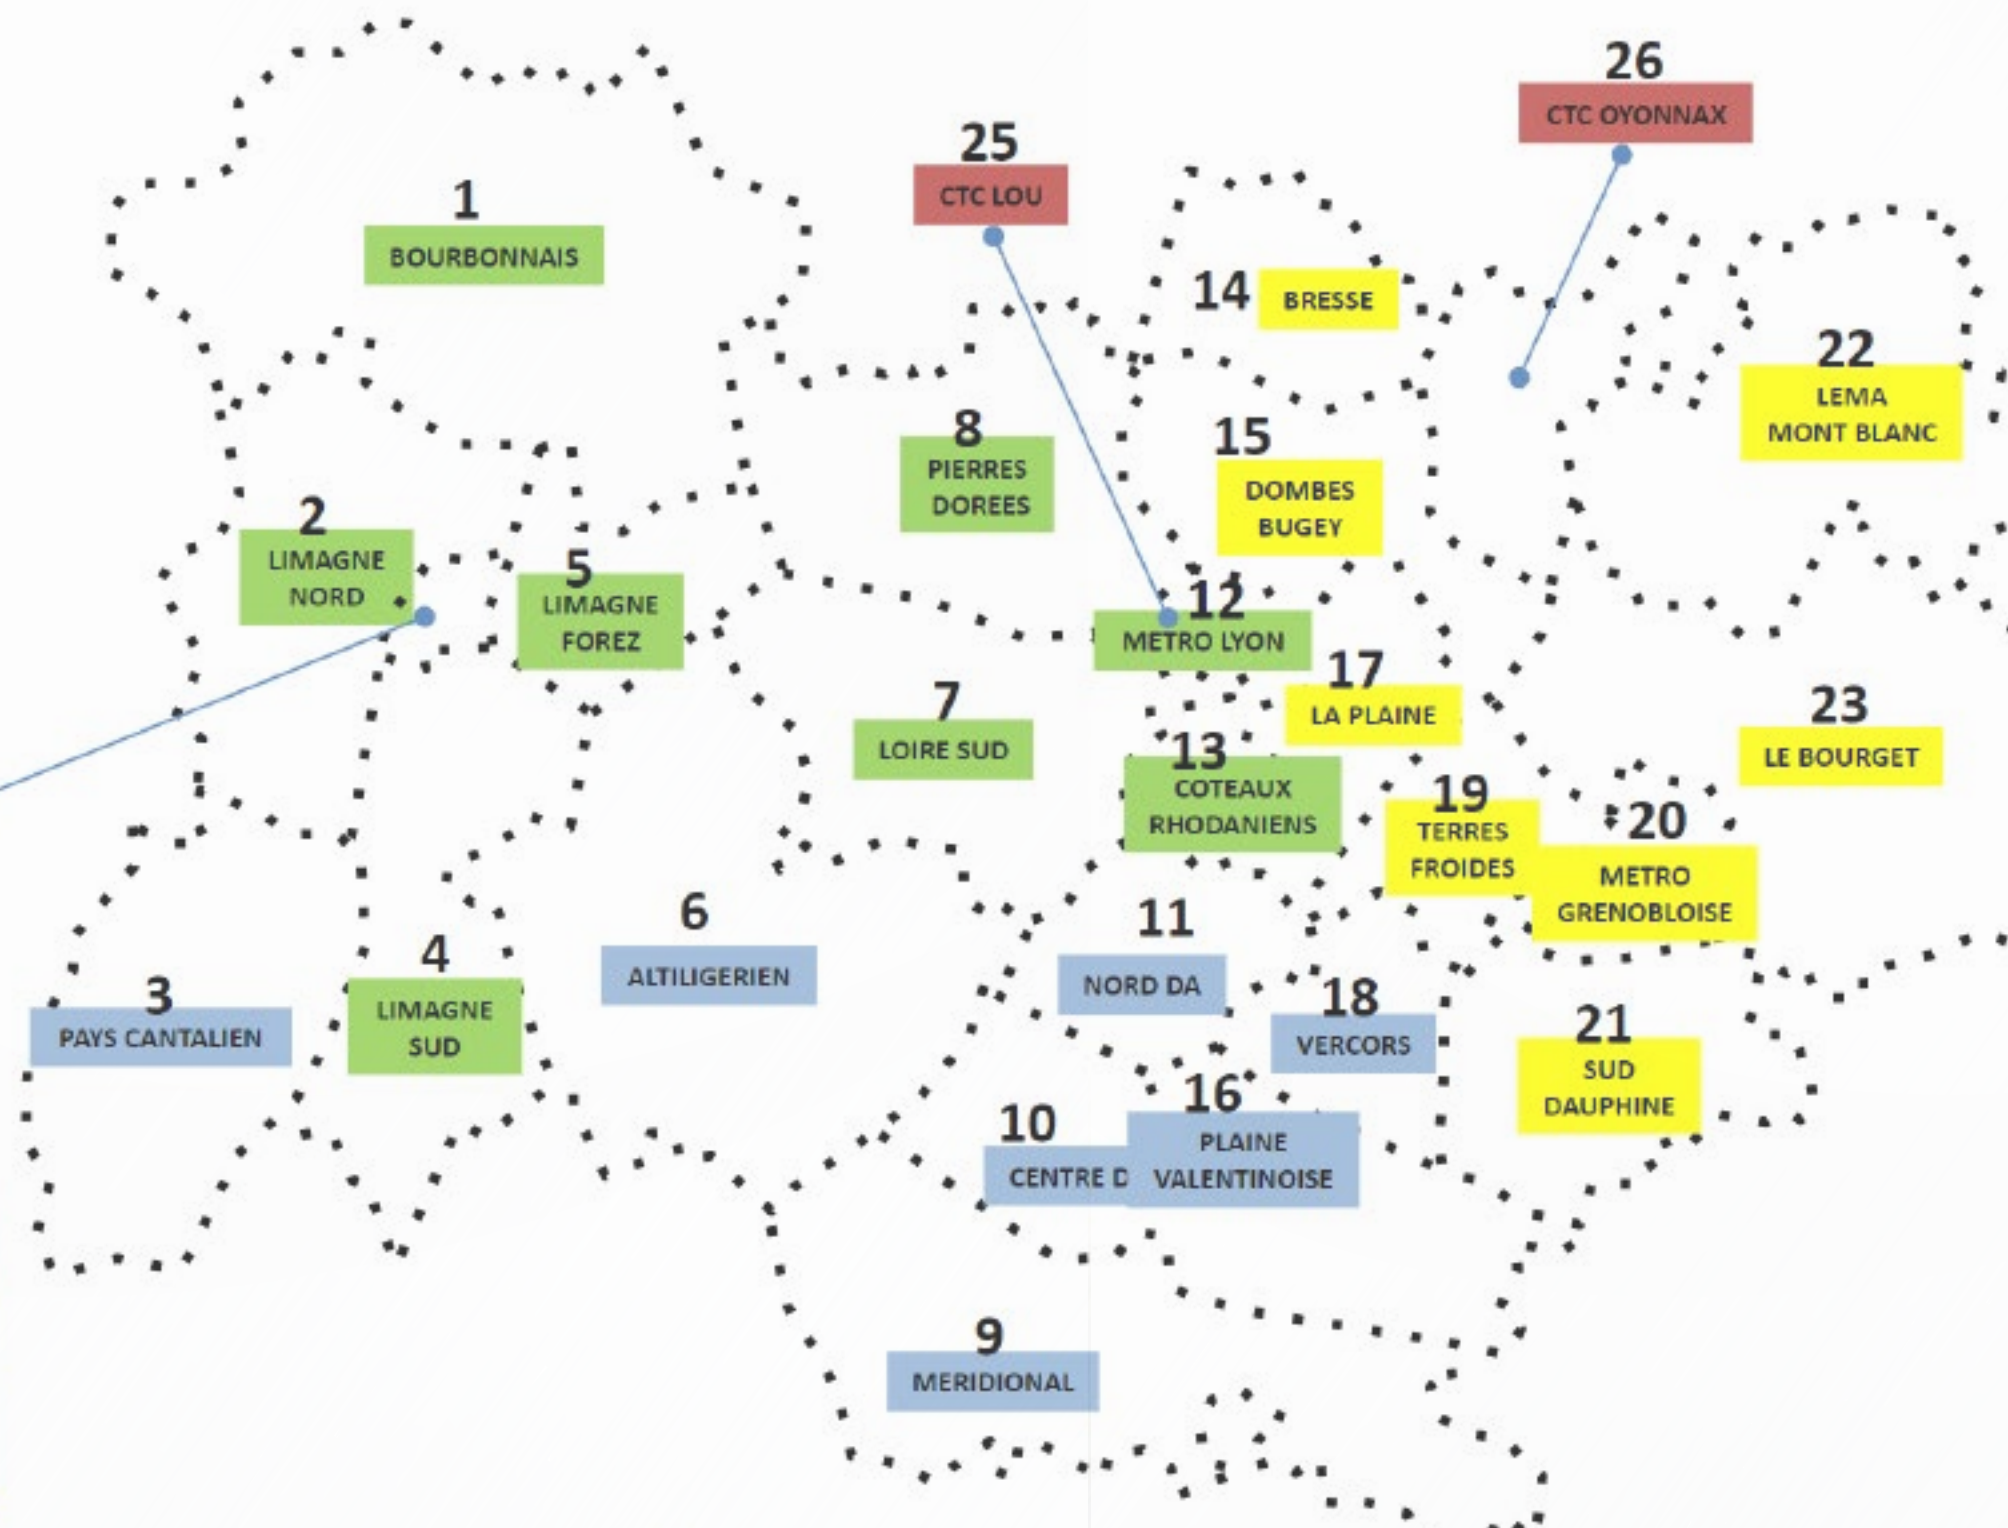 26
CTC OYONNAX
25
CTC LOU
1
BOURBONNAIS
14
BRESSE
22
LEMA
MONT BLANC
8
PIERRES
DOREES
15
DOMBES
BUGEY
2
LIMAGNE
NORD
5
LIMAGNE
FOREZ
12
METRO LYON
17
LA PLAINE
7
LOIRE SUD
23
LE BOURGET
13
COTEAUX
RHODANIENS
19
TERRES
FROIDES
20
METRO
GRENOBLOISE
6
ALTILIGERIEN
11
NORD DA
4
LIMAGNE
SUD
3
PAYS CANTALIEN
18
VERCORS
21
SUD
DAUPHINE
10
CENTRE D
16
PLAINE
VALENTINOISE
9
MERIDIONAL